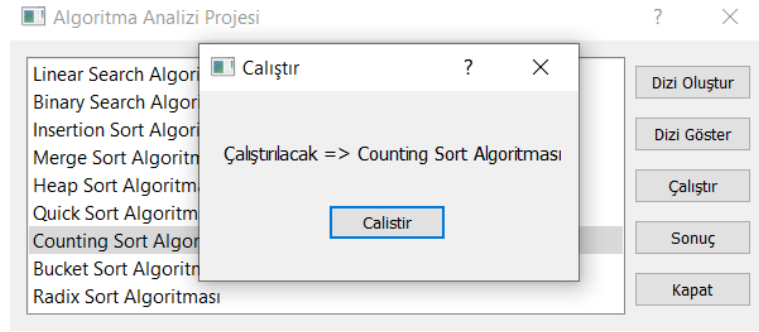 Algoritma Analizi Projesi
Linear Search Algori
Binary Search Algori
Insertion Sort Algori
Merge Sort Algoritm
Heap Sort Algoritm
Quick Sort Algoritm
Counting Sort Algor
Bucket Sort Algoritm
Radix Sort Algoritması
Calıştır
Çalıştırılacak => Counting Sort Algoritması
Calistir
Dizi Oluştur
Dizi Göster
Çalıştır
Sonuç
Kapat